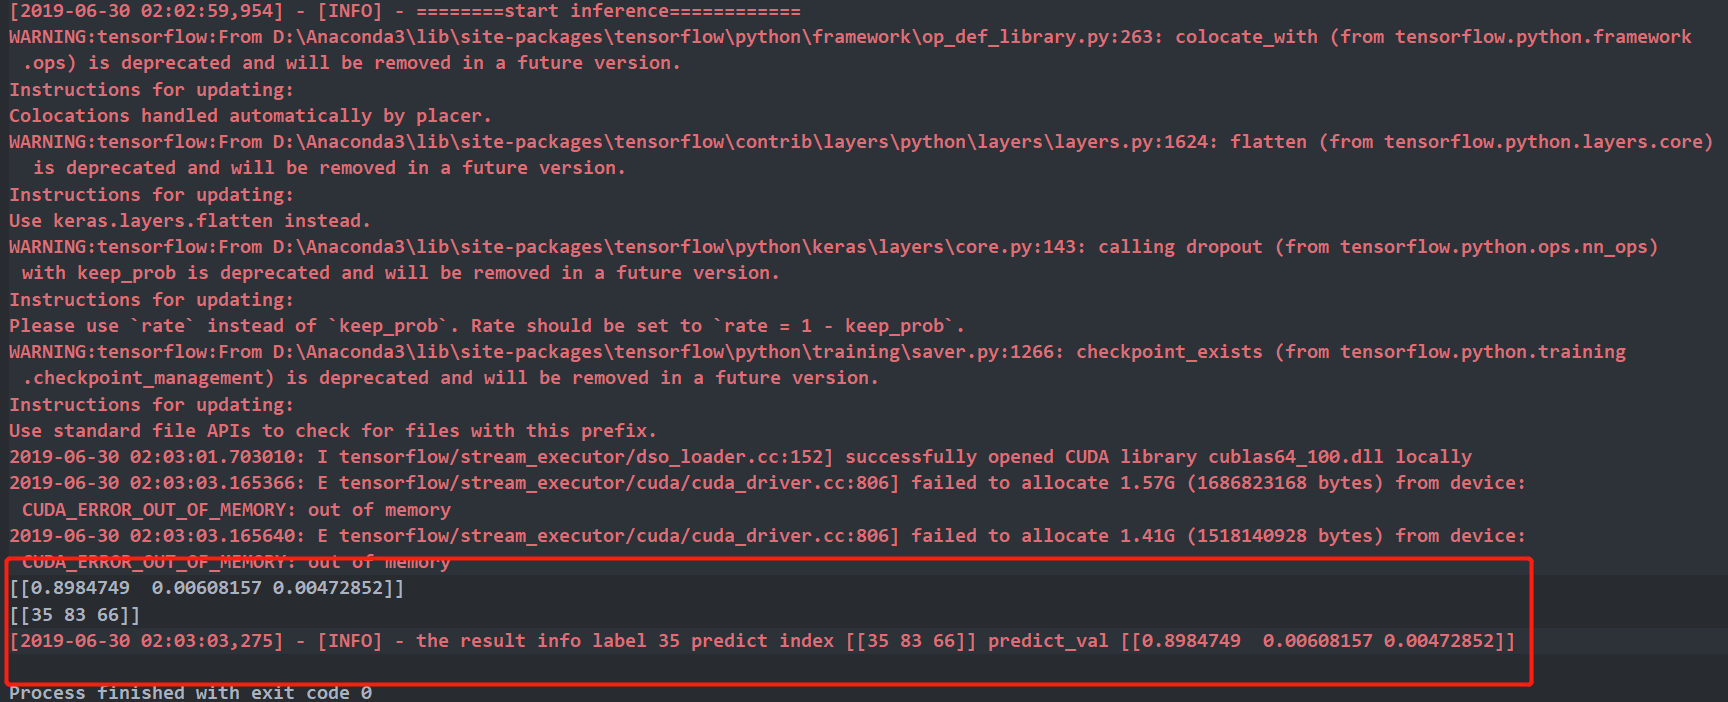 [2019-06-30 02:02:59,954] - [INFO] - ========start inference============
WARNING:tensorflow:From D:\Anaconda3\lib\site-packages\tensorflow\python\framework\op_def_library.py:263: colocate_with (from tensorflow.python.framework
.ops) is deprecated and will be removed in a future version.
Instructions for updating:
Colocations handled automatically by placer.
WARNING:tensorflow:From D:\Anaconda3\lib\site-packages\tensorflow\contrib\layers\python\layers\layers.py:1624: flatten (from tensorflow.python.layers.core)
is deprecated and will be removed in a future version.
Instructions for updating:
Use keras.layers.flatten instead.
WARNING:tensorflow:From D:\Anaconda3\lib\site-packages\tensorflow\python\keras\layers\core.py:143: calling dropout (from tensorflow.python.ops.nn_ops)
with keep_prob is deprecated and will be removed in a future version.
Instructions for updating:
Please use `rate` instead of `keep_prob`. Rate should be set to `rate = 1 - keep_prob`.
WARNING:tensorflow:From D:\Anaconda3\lib\site-packages\tensorflow\python\training\saver.py:1266: checkpoint_exists (from tensorflow.python.training
.checkpoint_management) is deprecated and will be removed in a future version.
Instructions for updating:
Use standard file APIs to check for files with this prefix.
2019-06-30 02:03:01.703010: I tensorflow/stream_executor/dso_loader.cc:152] successfully opened CUDA library cublas64_100.dll locally
2019-06-30 02:03:03.165366: E tensorflow/stream_executor/cuda/cuda_driver.cc:806] failed to allocate 1.57G (1686823168 bytes) from device:
CUDA_ERROR_OUT_OF_MEMORY: out of memory
2019-06-30 02:03:03.165640: E tensorflow/stream_executor/cuda/cuda_driver.cc:806] failed to allocate 1.41G (1518140928 bytes) from device:
CUDA_ERROR_OUT_OF_MEMORY: out of memory
[[0.8984749  0.00608157 0.00472852]]
[[35 83 66]]
[2019-06-30 02:03:03,275] - [INFO] - the result info label 35 predict index [[35 83 66]] predict_val [[0.8984749  0.00608157 0.00472852]]
Process finished with exit code 0